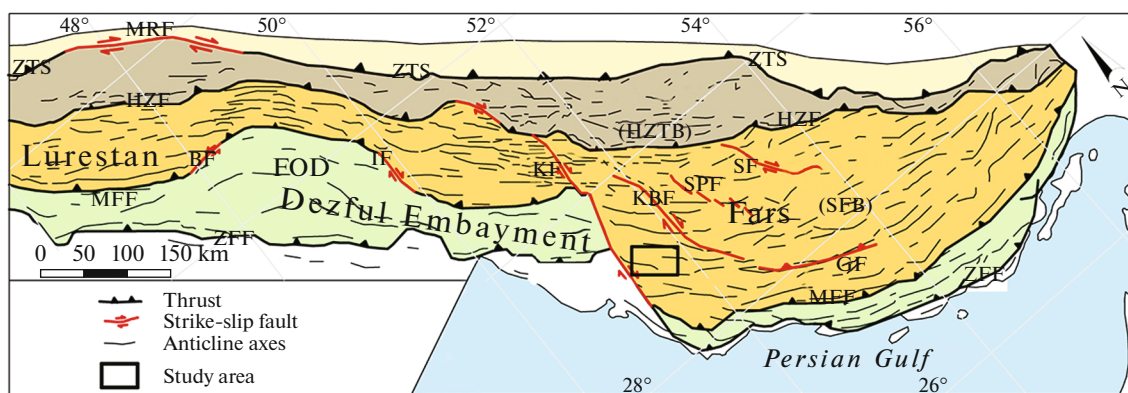 48°
MRF
50°
52°
54°
56°
ZTS
ZTS
ZTS
N
HZF
(HZTB)
HZF
Lurestan
BF
FOD
IF
KF
SF
SPF
KBF
Fars
(SFB)
MFF
Dezful Embayment
ZFF
GF
ZFF
MFF
0 50 100 150 km
Thrust
Strike-slip fault
Anticline axes
Study area
Persian Gulf
28°
26°